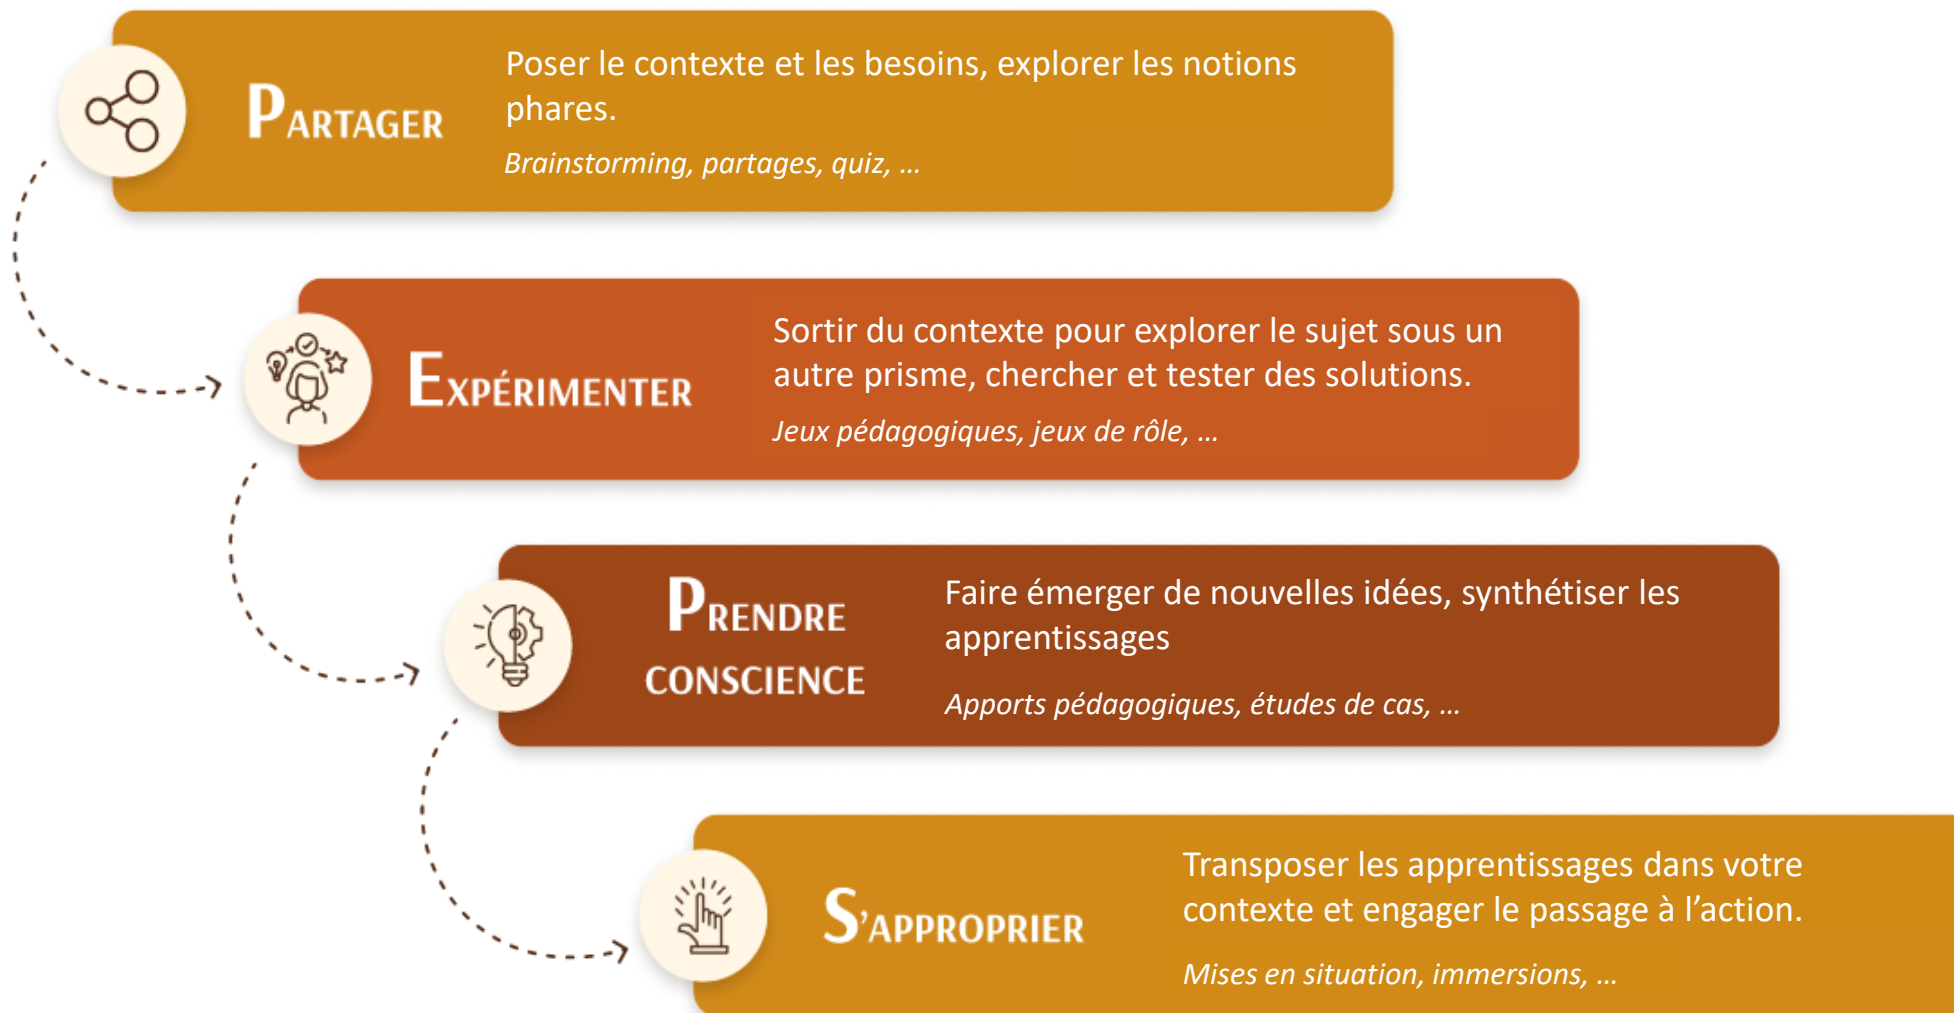 PARTAGER
Poser le contexte et les besoins, explorer les notions
phares.
Brainstorming, partages, quiz, …
EXPÉRIMENTER
Sortir du contexte pour explorer le sujet sous un
autre prisme, chercher et tester des solutions.
Jeux pédagogiques, jeux de rôle, …
PRENDRE
CONSCIENCE
Faire émerger de nouvelles idées, synthétiser les
apprentissages
Apports pédagogiques, études de cas, …
S’APPROPRIER
Transposer les apprentissages dans votre
contexte et engager le passage à l’action.
Mises en situation, immersions, …